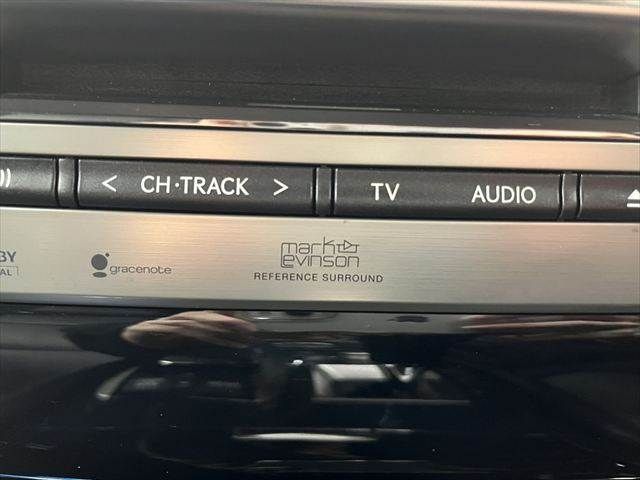 < CH·TRACK > TV AUDIO
BY
AL
gracenote
mark
levinson
REFERENCE SURROUND